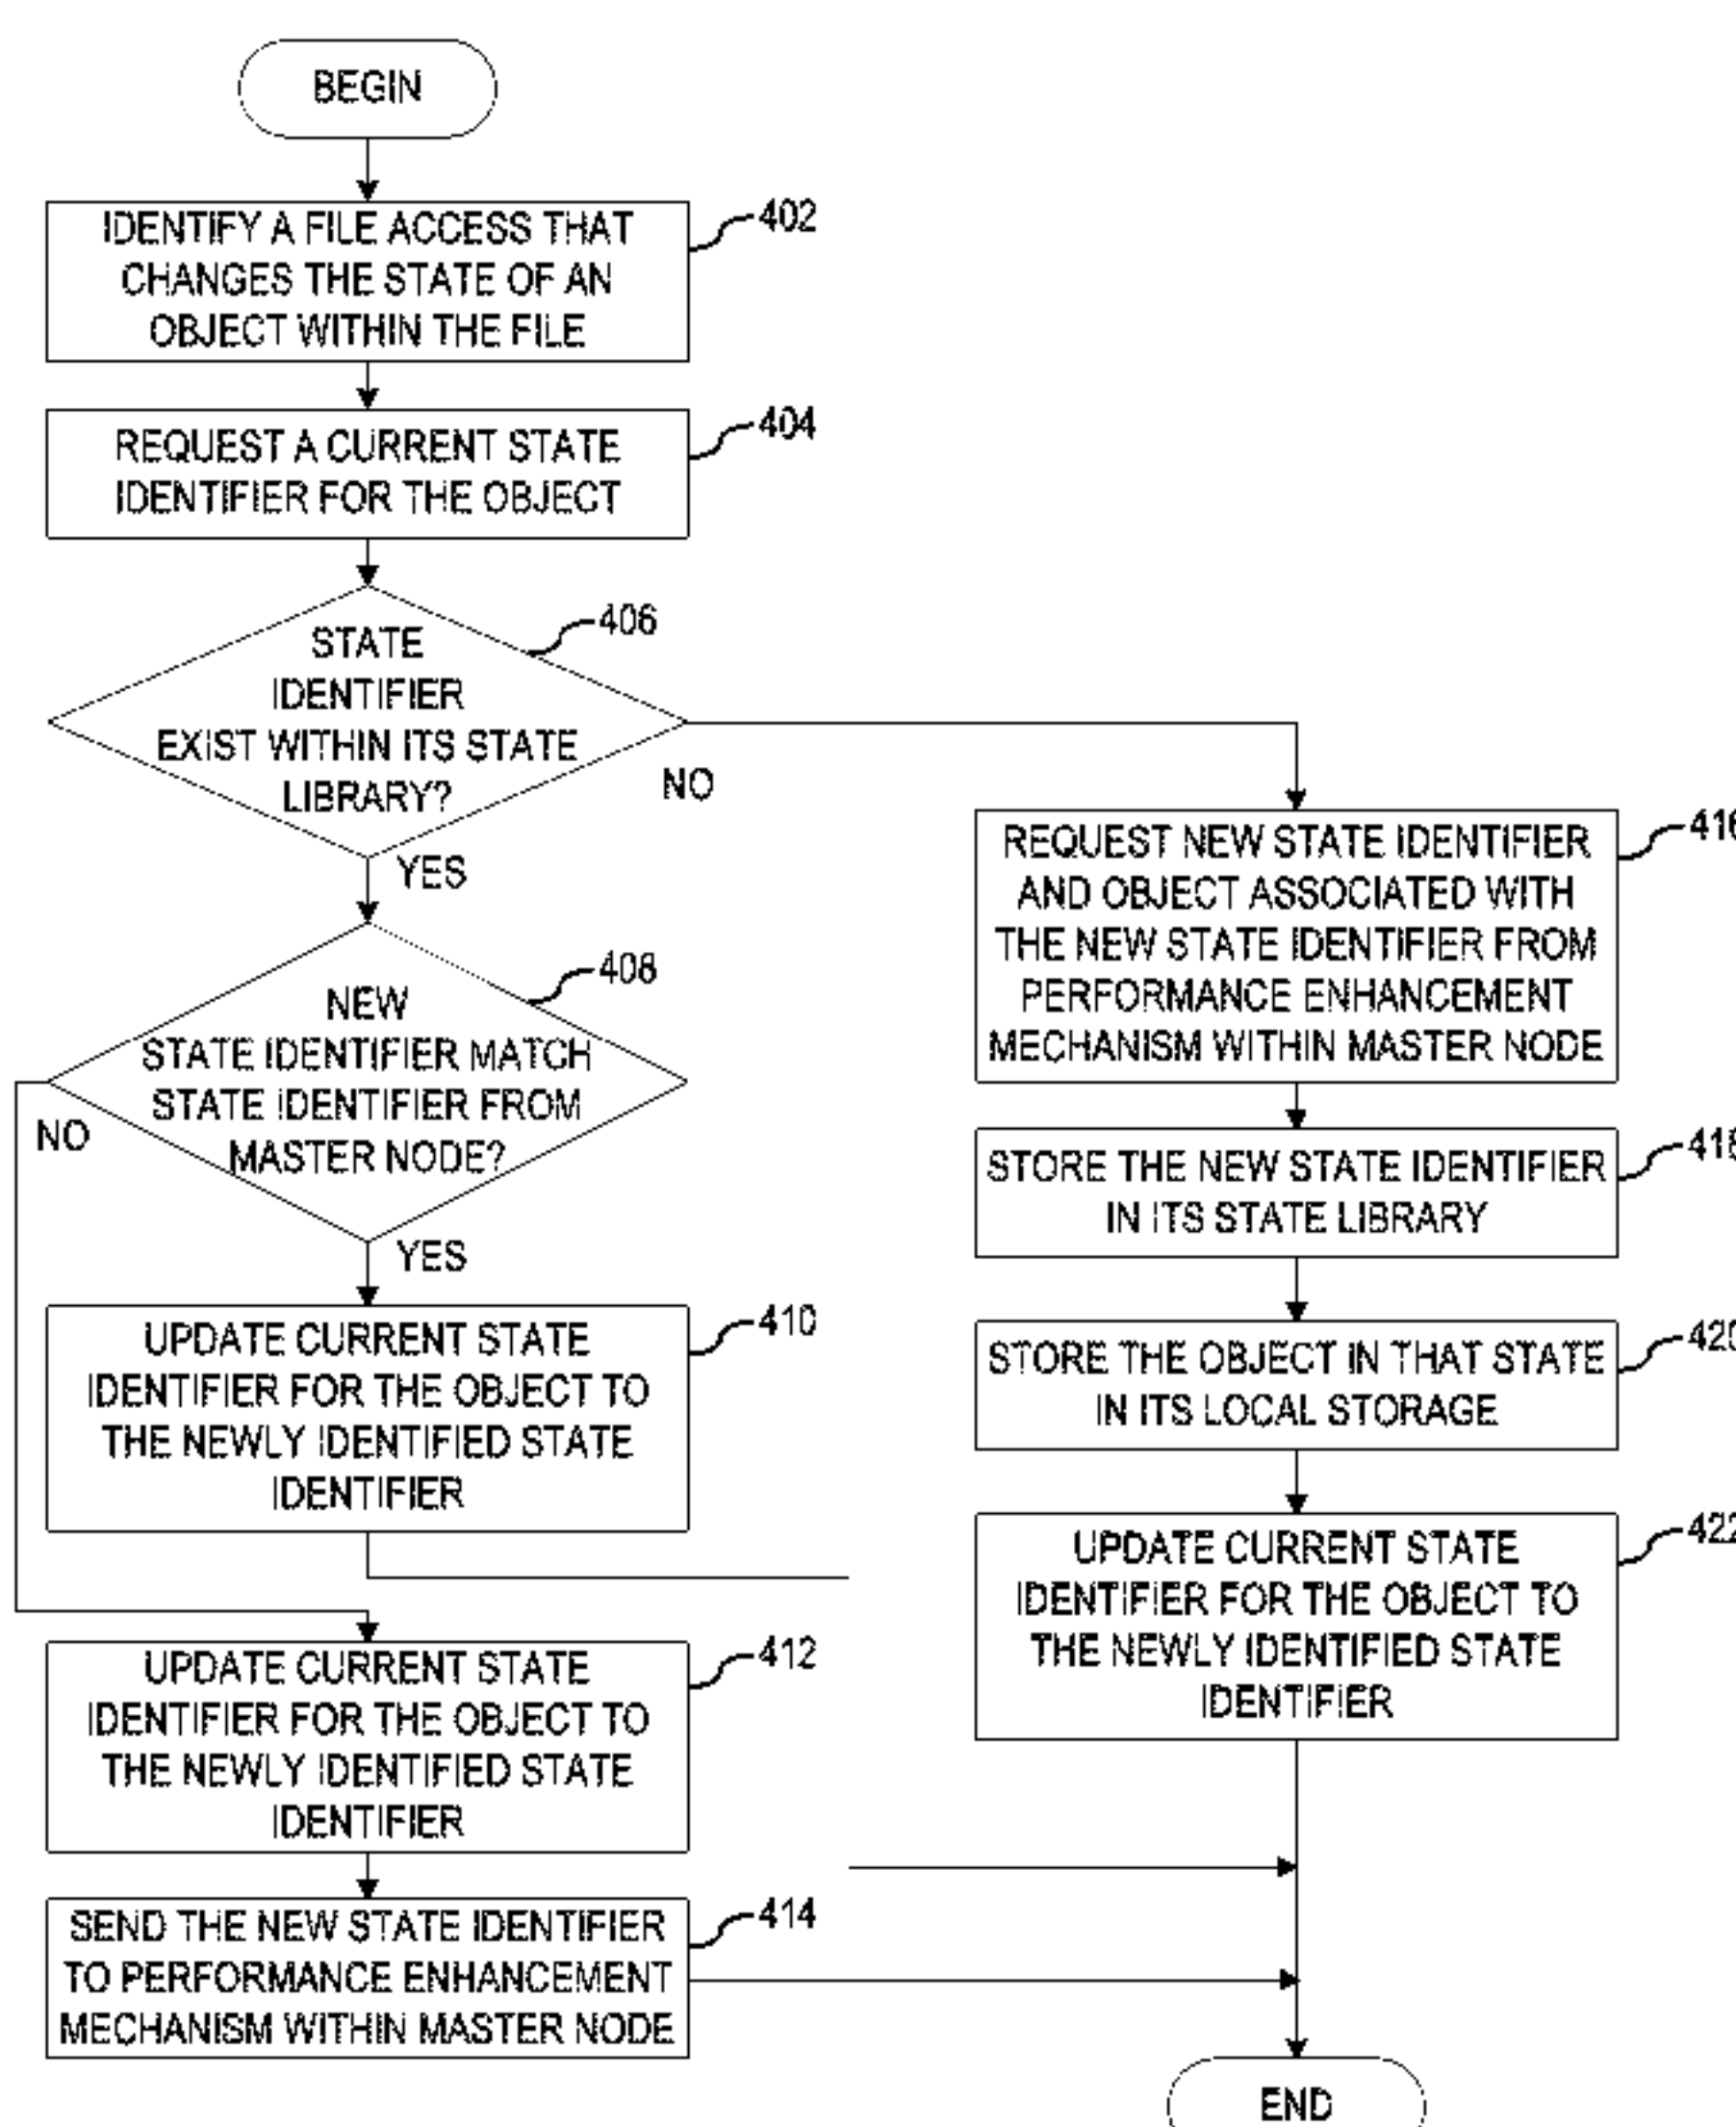 BEGIN
IDENTIFY A FILE ACCESS THAT
CHANGES THE STATE OF AN
OBJECT WITHIN THE FILE
402
REQUEST A CURRENT STATE
IDENTIFIER FOR THE OBJECT
404
STATE
IDENTIFIER
EXIST WITHIN ITS STATE
LIBRARY?
406
NO
YES
NEW
STATE IDENTIFIER MATCH
STATE IDENTIFIER FROM
MASTER NODE?
408
NO
YES
UPDATE CURRENT STATE
IDENTIFIER FOR THE OBJECT TO
THE NEWLY IDENTIFIED STATE
IDENTIFIER
410
UPDATE CURRENT STATE
IDENTIFIER FOR THE OBJECT TO
THE NEWLY IDENTIFIED STATE
IDENTIFIER
412
SEND THE NEW STATE IDENTIFIER
TO PERFORMANCE ENHANCEMENT
MECHANISM WITHIN MASTER NODE
414
REQUEST NEW STATE IDENTIFIER
AND OBJECT ASSOCIATED WITH
THE NEW STATE IDENTIFIER FROM
PERFORMANCE ENHANCEMENT
MECHANISM WITHIN MASTER NODE
416
STORE THE NEW STATE IDENTIFIER
IN ITS STATE LIBRARY
418
STORE THE OBJECT IN THAT STATE
IN ITS LOCAL STORAGE
420
UPDATE CURRENT STATE
IDENTIFIER FOR THE OBJECT TO
THE NEWLY IDENTIFIED STATE
IDENTIFIER
422
END